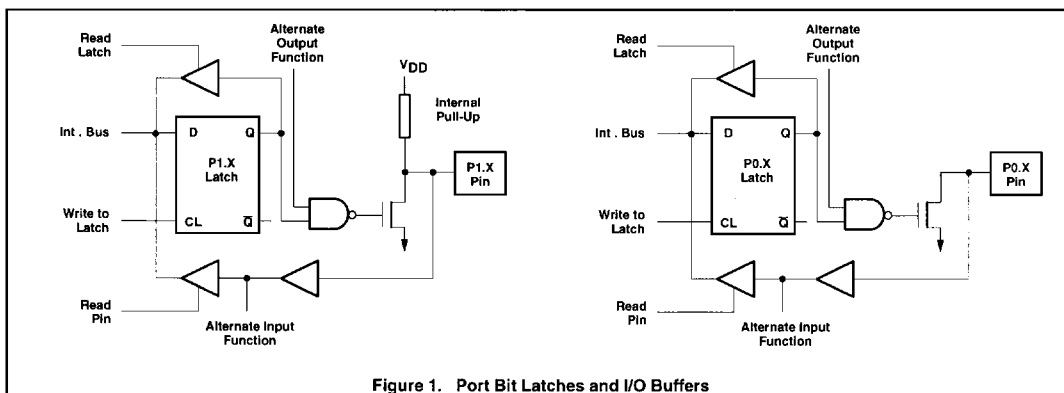 Read
Latch
Alternate
Output
Function
VDD
Internal
Pull-Up
Int . Bus
D
Q
P1.X
Latch
P1.X
Pin
Write to
Latch
CL
Q̅
Read
Pin
Alternate Input
Function
Read
Latch
Alternate
Output
Function
Int . Bus
D
Q
P0.X
Latch
P0.X
Pin
Write to
Latch
CL
Q̅
Read
Pin
Alternate Input
Function
Figure 1. Port Bit Latches and I/O Buffers